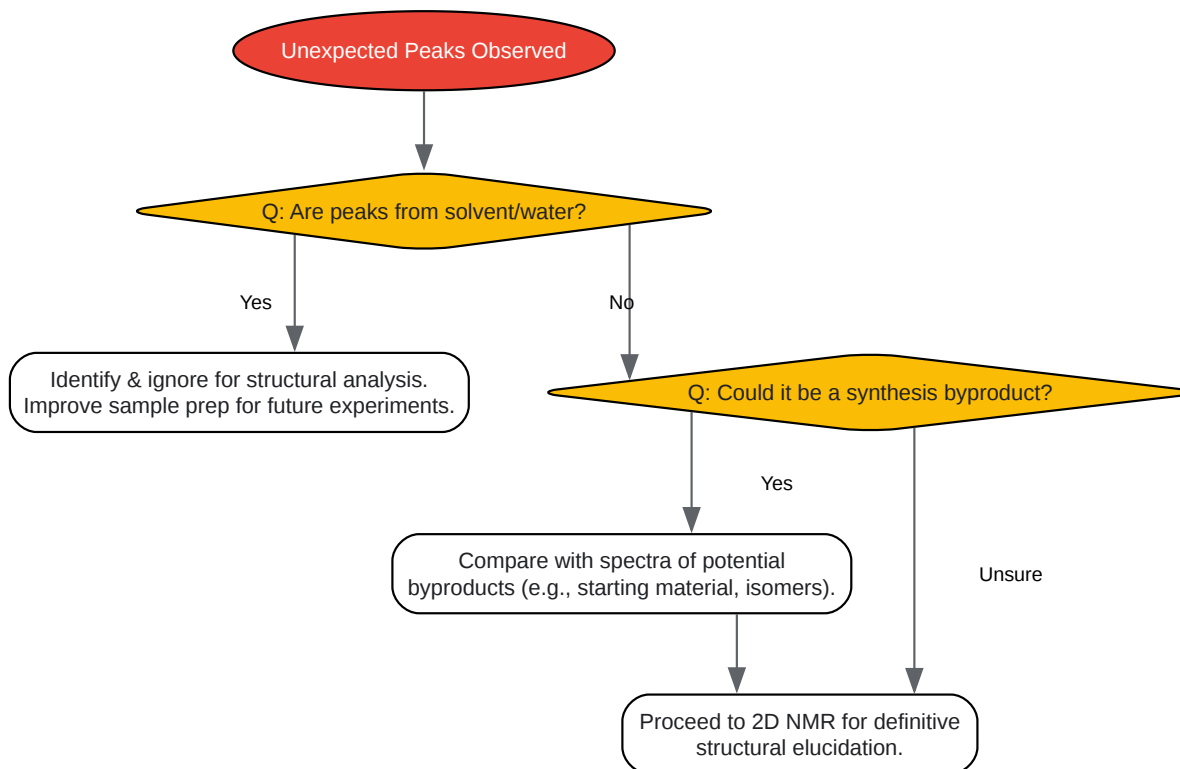 Unexpected Peaks Observed
Q: Are peaks from solvent/water?
Yes
No
Identify & ignore for structural analysis.
Improve sample prep for future experiments.
Q: Could it be a synthesis byproduct?
Yes
Compare with spectra of potential
byproducts (e.g., starting material, isomers).
Unsure
Proceed to 2D NMR for definitive
structural elucidation.